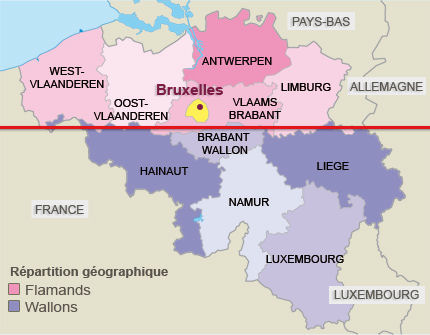 PAYS-BAS
ANTWERPEN
WEST-
VLAANDEREN
LIMBURG
ALLEMAGNE
Bruxelles
OOST-
VLAANDEREN
VLAAMS
BRABANT
BRABANT
WALLON
HAINAUT
LIEGE
NAMUR
FRANCE
LUXEMBOURG
Répartition géographique
Flamands
Wallons
LUXEMBOURG